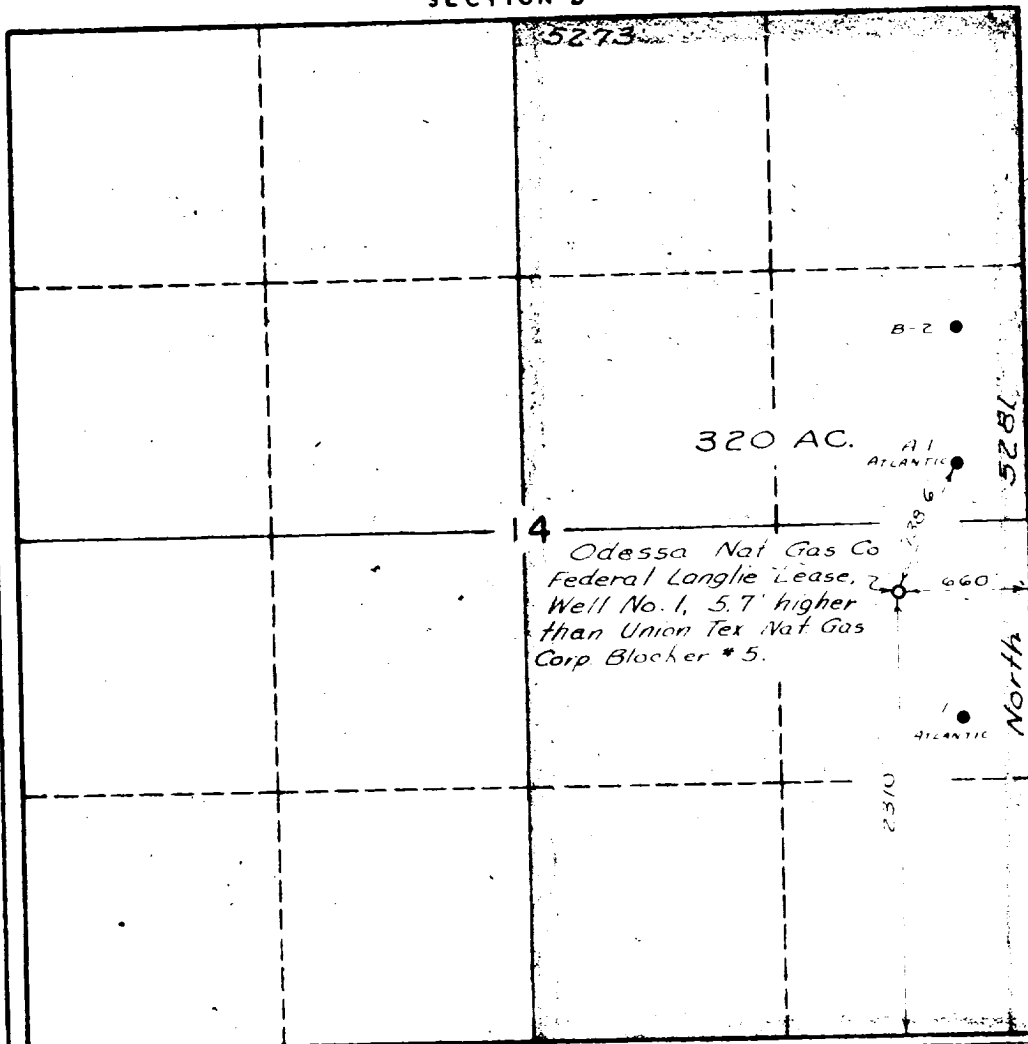 5273
B-2
320 AC.
A 1
ATLANTIC
5281
14
Odessa Nat Gas Co
Federal Langlie Lease,
Well No. 1, 5.7' higher
than Union Tex Nat Gas
Corp. Blocker #5.
2
660
North
1
ATLANTIC
2310